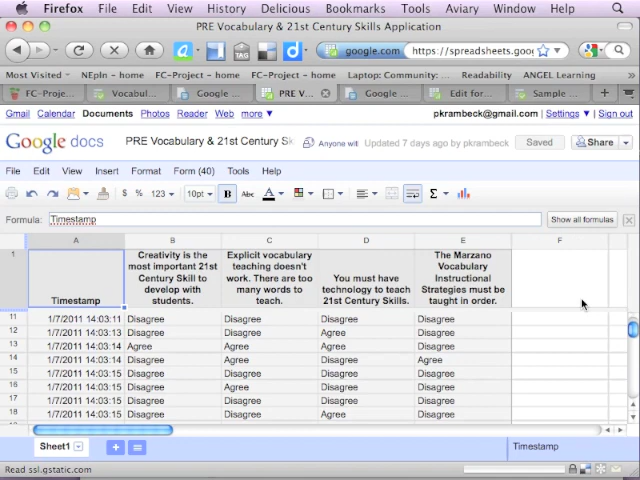 Firefox File Edit View History Delicious Bookmarks Tools Aviary Window Help
PRE Vocabulary & 21st Century Skills Application
google.com https://spreadsheets.goog
TAG
Most Visited NEpIn - home FC-Project - home FC-Project - home Laptop: Community: ... Readability ANGEL Learning
FC-Proje... Vocabul... Google ... PRE V... Google ... Edit for... Sample ...
Gmail Calendar Documents Photos Reader Web more pkrambeck@gmail.com | Settings | Sign out
Google docs PRE Vocabulary & 21st Century Sk Anyone wit Updated 7 days ago by pkrambeck Saved Share
File Edit View Insert Format Form (40) Tools Help
$ % 123 10pt B Abc A Σ
Formula: Timestamp Show all formulas
A B C D E F
1 Timestamp
Creativity is the most important 21st Century Skill to develop with students.
Explicit vocabulary teaching doesn't work. There are too many words to teach.
You must have technology to teach 21st Century Skills.
The Marzano Vocabulary Instructional Strategies must be taught in order.
11 1/7/2011 14:03:11 Disagree Disagree Disagree Disagree
12 1/7/2011 14:03:13 Disagree Disagree Agree Disagree
13 1/7/2011 14:03:14 Agree Agree Disagree Disagree
14 1/7/2011 14:03:14 Disagree Disagree Disagree Agree
15 1/7/2011 14:03:15 Disagree Disagree Disagree Disagree
16 1/7/2011 14:03:15 Disagree Agree Disagree Disagree
17 1/7/2011 14:03:15 Disagree Disagree Disagree Disagree
18 1/7/2011 14:03:15 Disagree Disagree Agree Disagree
Sheet1 Timestamp
Read ssl.gstatic.com